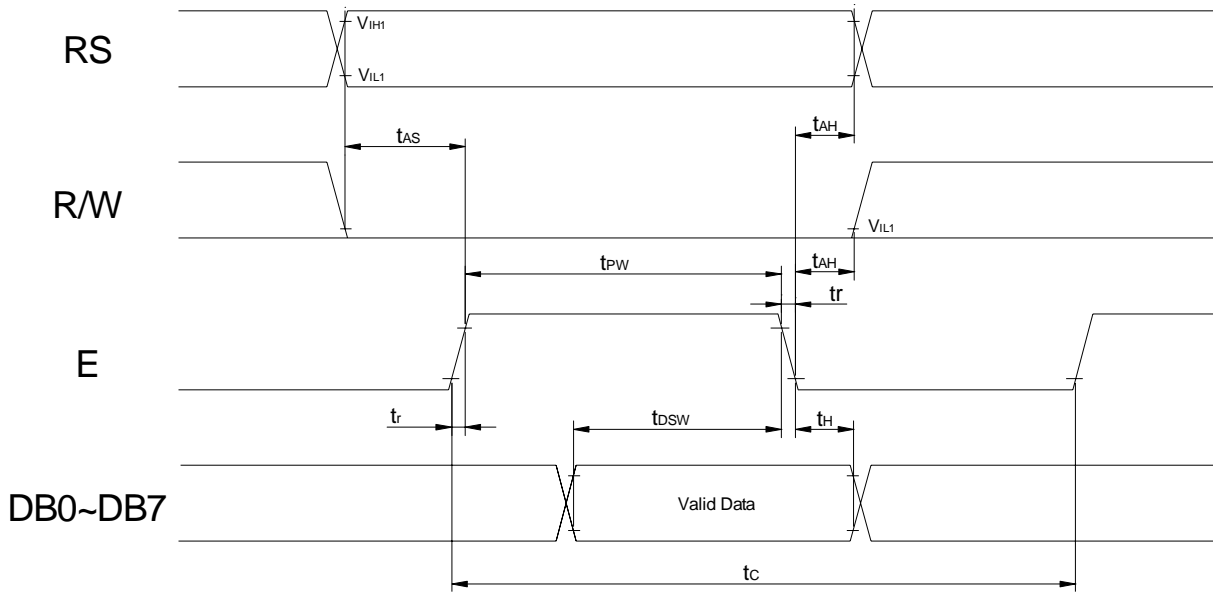 VIH1
RS
VIL1
tAS
tAH
R/W
VIL1
tPW
tAH
tr
E
tr
tDSW
tH
DB0~DB7
Valid Data
tC